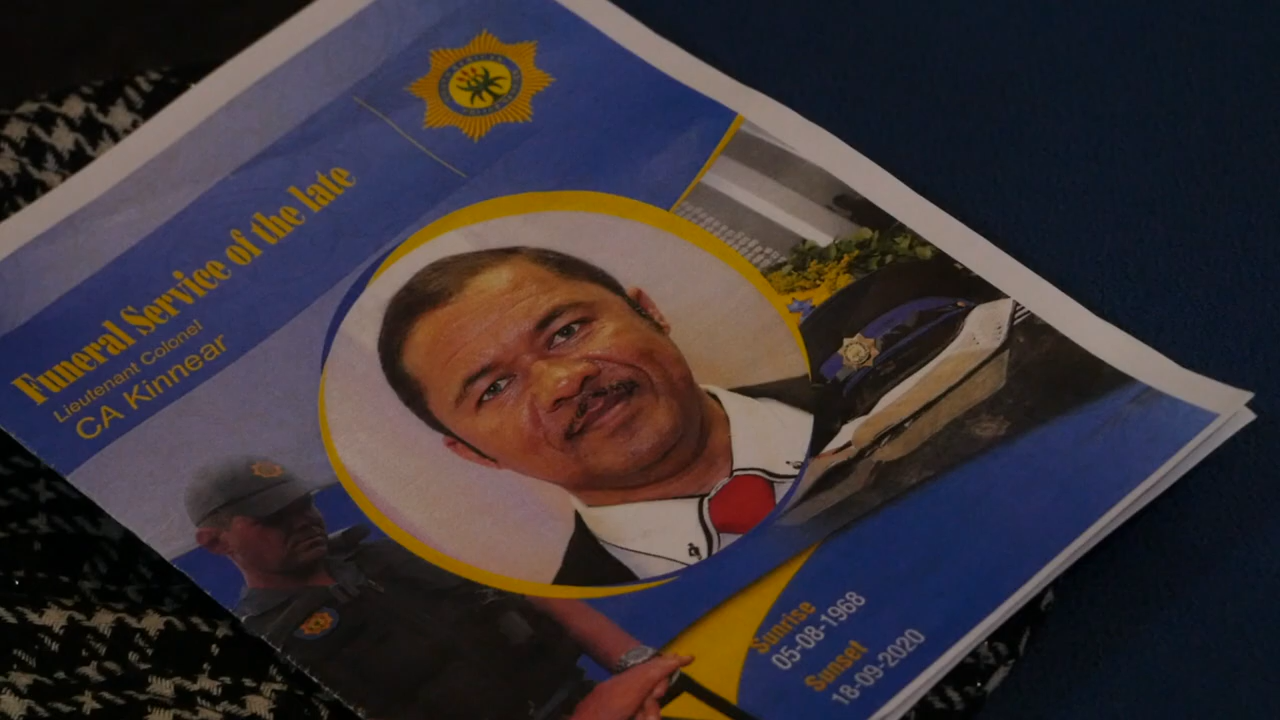 Funeral Service of the late
Lieutenant Colonel
CA Kinnear
Sunrise
05-08-1968
Sunset
18-09-2020